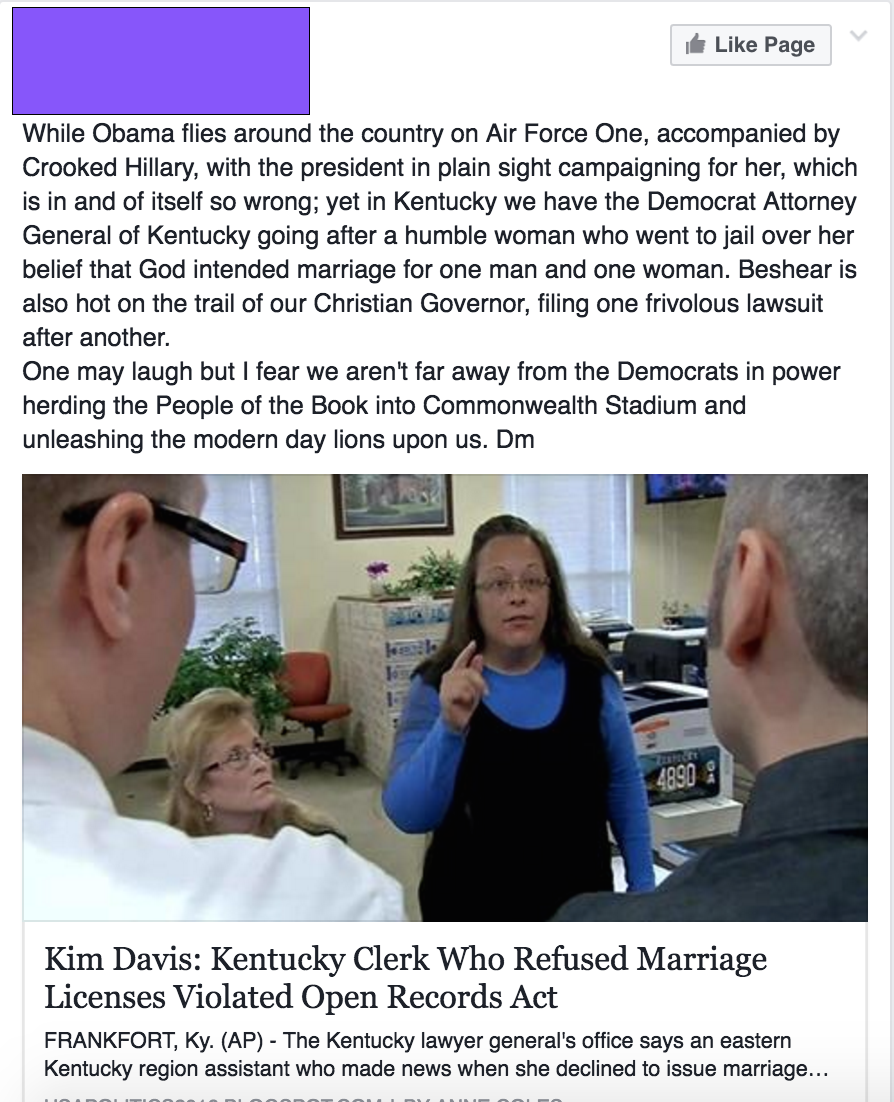 Like Page
While Obama flies around the country on Air Force One, accompanied by
Crooked Hillary, with the president in plain sight campaigning for her, which
is in and of itself so wrong; yet in Kentucky we have the Democrat Attorney
General of Kentucky going after a humble woman who went to jail over her
belief that God intended marriage for one man and one woman. Beshear is
also hot on the trail of our Christian Governor, filing one frivolous lawsuit
after another.
One may laugh but I fear we aren't far away from the Democrats in power
herding the People of the Book into Commonwealth Stadium and
unleashing the modern day lions upon us. Dm
KENTUCKY
4890
Kim Davis: Kentucky Clerk Who Refused Marriage
Licenses Violated Open Records Act
FRANKFORT, Ky. (AP) - The Kentucky lawyer general's office says an eastern
Kentucky region assistant who made news when she declined to issue marriage...